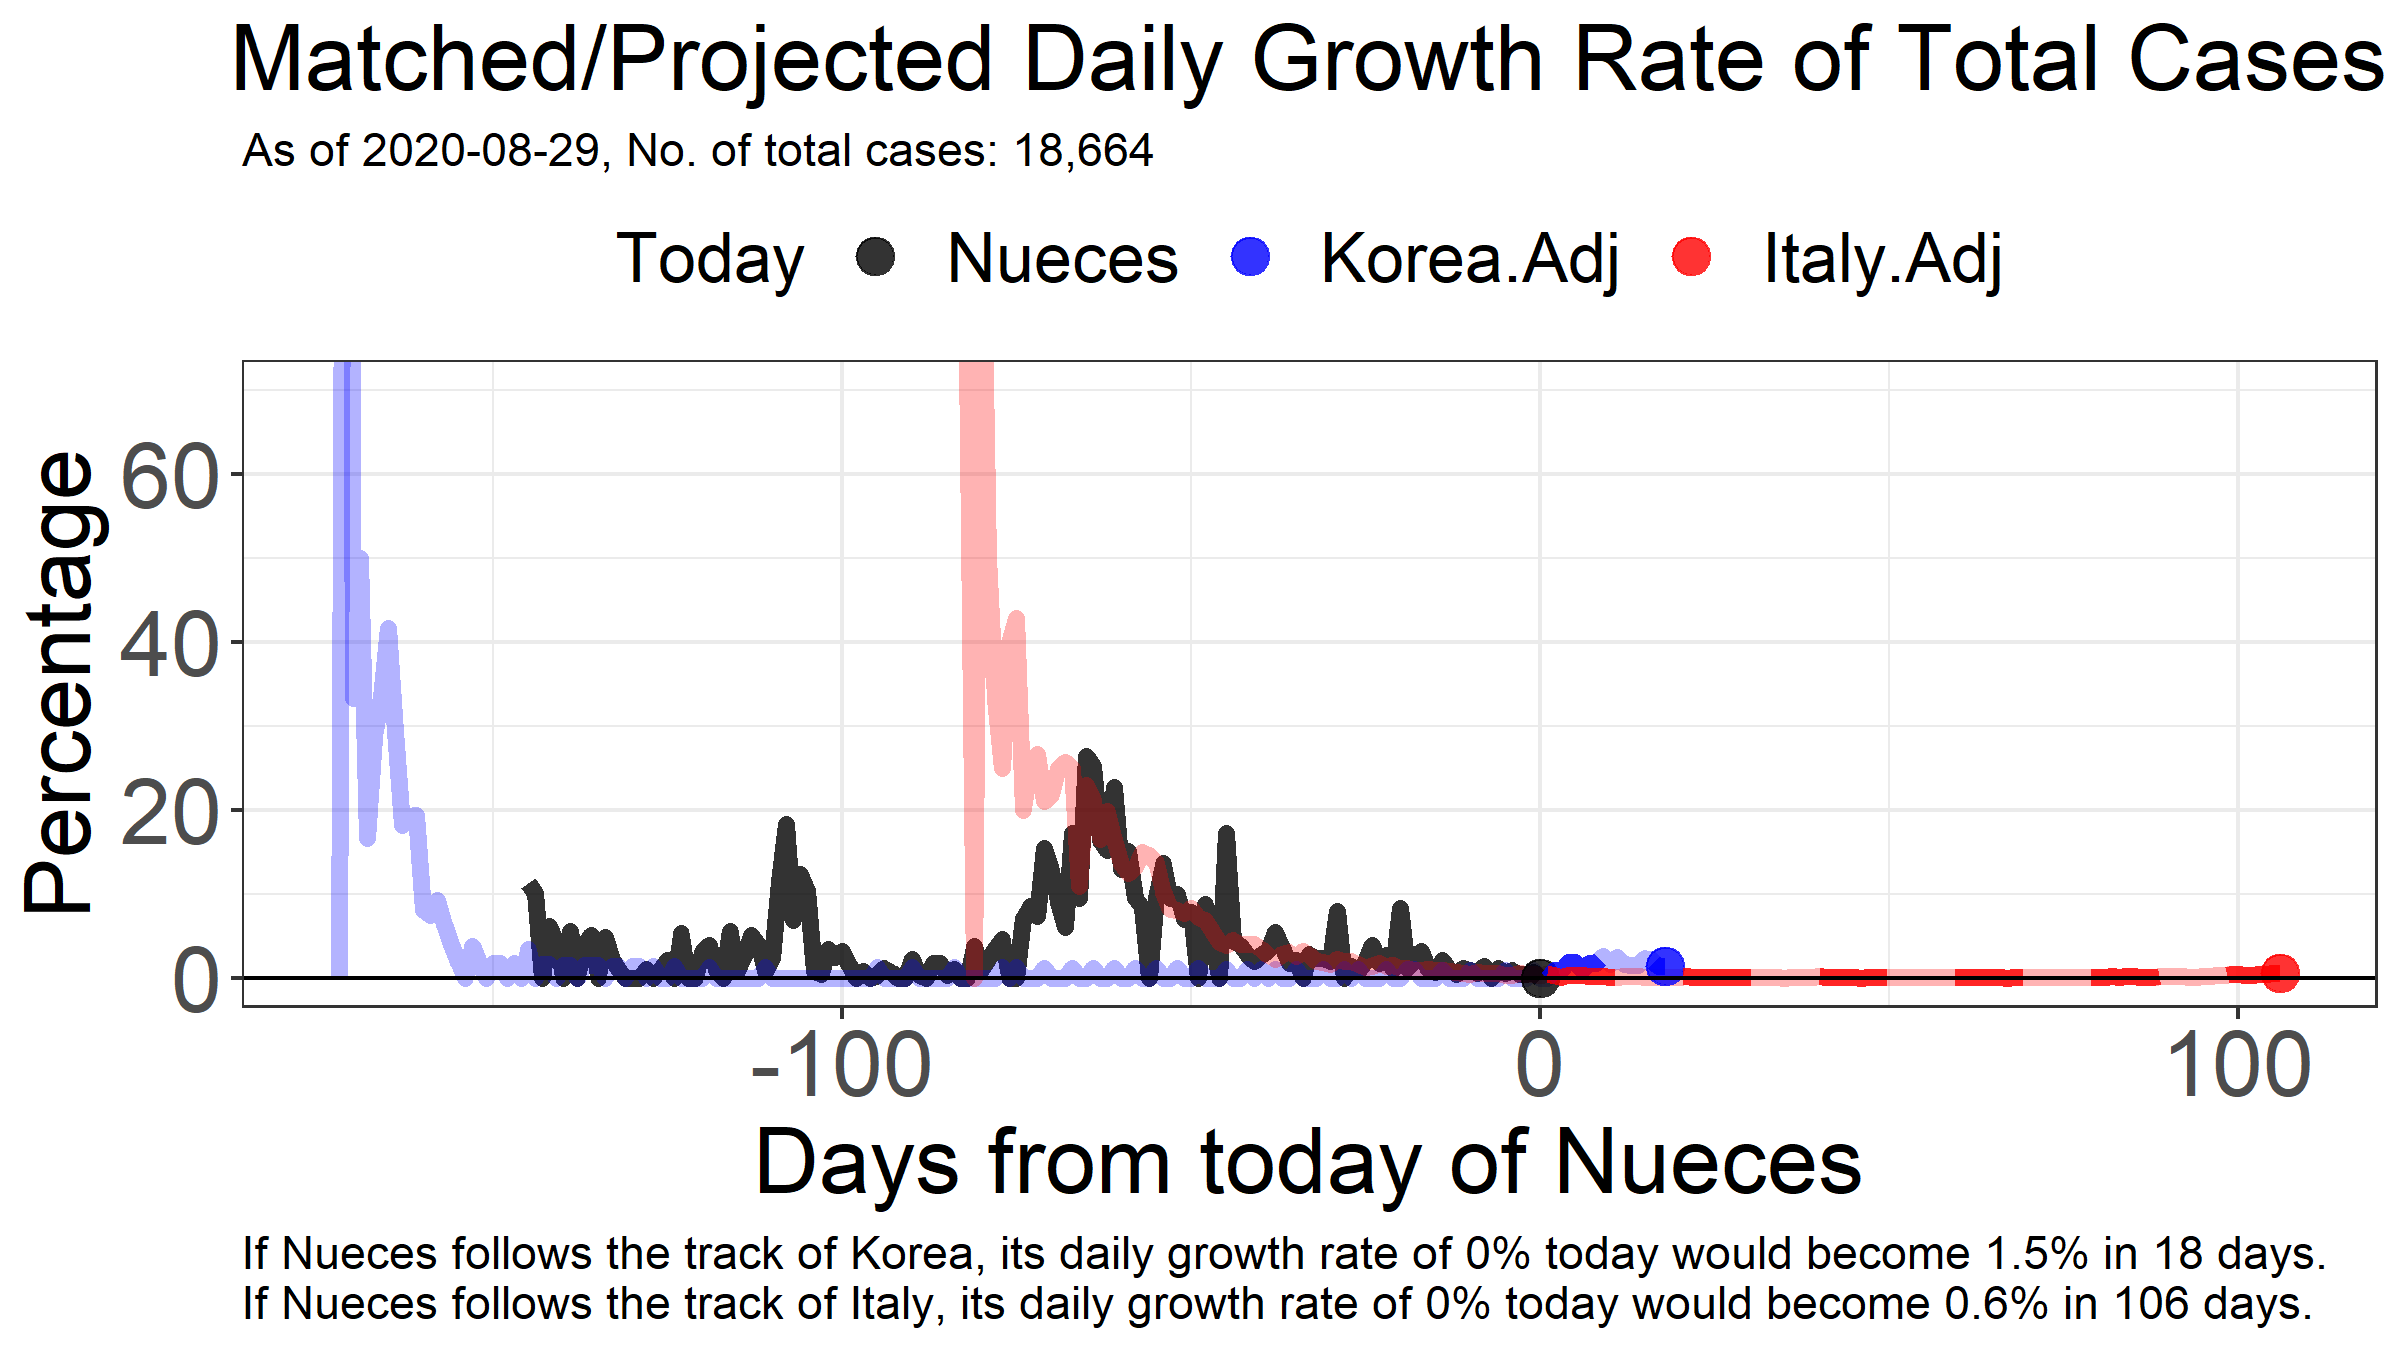 Matched/Projected Daily Growth Rate of Total Cases
As of 2020-08-29, No. of total cases: 18,664
Today Nueces Korea.Adj Italy.Adj
Percentage
60
40
20
0
-100 0 100
Days from today of Nueces
If Nueces follows the track of Korea, its daily growth rate of 0% today would become 1.5% in 18 days.
If Nueces follows the track of Italy, its daily growth rate of 0% today would become 0.6% in 106 days.